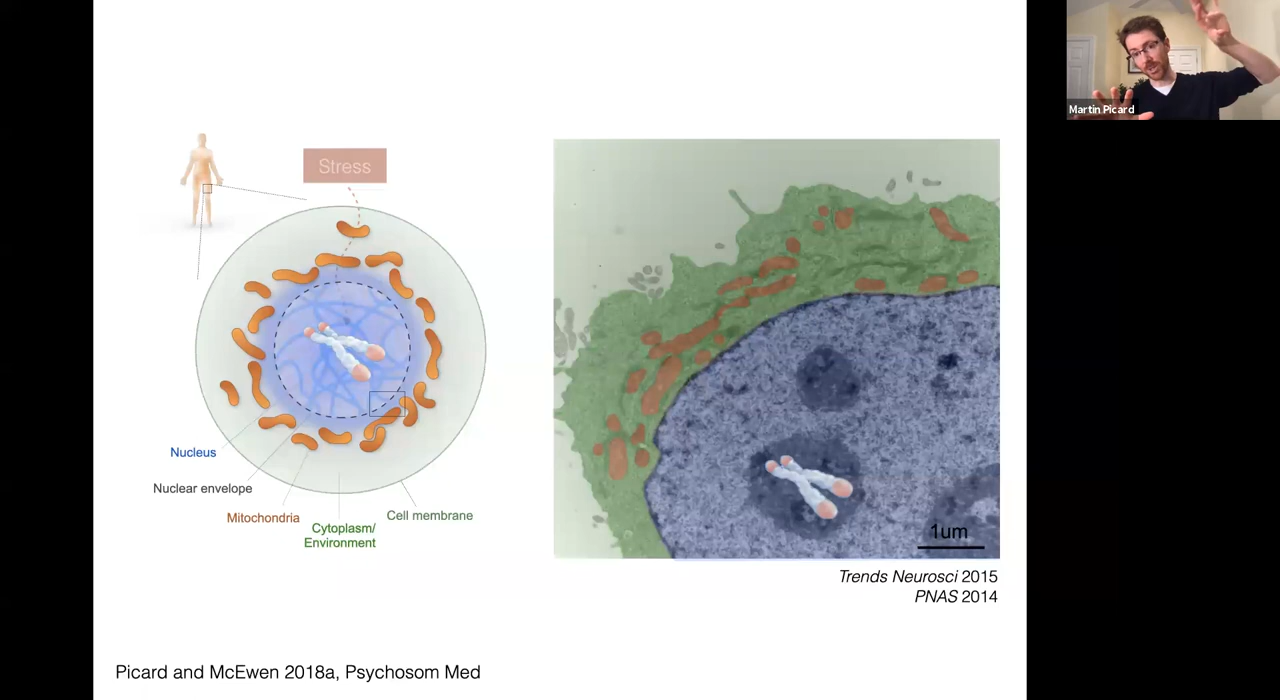 Martin Picard
Stress
Nucleus
Nuclear envelope
Mitochondria
Cytoplasm/
Environment
Cell membrane
1um
Trends Neurosci 2015
PNAS 2014
Picard and McEwen 2018a, Psychosom Med